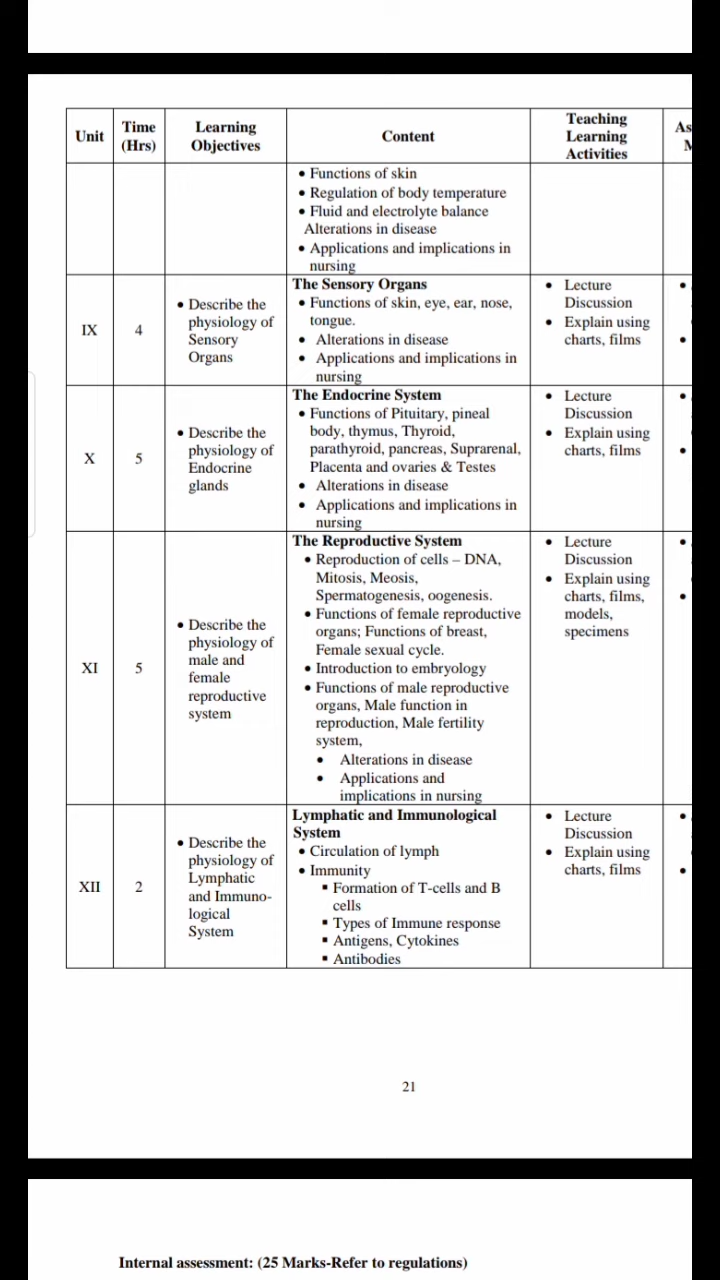 Unit
Time
(Hrs)
Learning
Objectives
Content
Teaching
Learning
Activities
As
• Functions of skin
• Regulation of body temperature
• Fluid and electrolyte balance
Alterations in disease
• Applications and implications in
nursing
IX
4
• Describe the
physiology of
Sensory
Organs
The Sensory Organs
• Functions of skin, eye, ear, nose,
tongue.
• Alterations in disease
• Applications and implications in
nursing
• Lecture
Discussion
• Explain using
charts, films
X
5
• Describe the
physiology of
Endocrine
glands
The Endocrine System
• Functions of Pituitary, pineal
body, thymus, Thyroid,
parathyroid, pancreas, Suprarenal,
Placenta and ovaries & Testes
• Alterations in disease
• Applications and implications in
nursing
• Lecture
Discussion
• Explain using
charts, films
XI
5
• Describe the
physiology of
male and
female
reproductive
system
The Reproductive System
• Reproduction of cells – DNA,
Mitosis, Meosis,
Spermatogenesis, oogenesis.
• Functions of female reproductive
organs; Functions of breast,
Female sexual cycle.
• Introduction to embryology
• Functions of male reproductive
organs, Male function in
reproduction, Male fertility
system,
• Alterations in disease
• Applications and
implications in nursing
• Lecture
Discussion
• Explain using
charts, films,
models,
specimens
XII
2
• Describe the
physiology of
Lymphatic
and Immuno-
logical
System
Lymphatic and Immunological
System
• Circulation of lymph
• Immunity
▪ Formation of T-cells and B
cells
▪ Types of Immune response
▪ Antigens, Cytokines
▪ Antibodies
• Lecture
Discussion
• Explain using
charts, films
21
Internal assessment: (25 Marks-Refer to regulations)